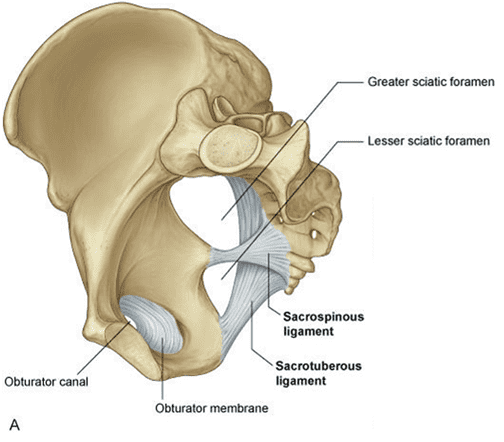 Greater sciatic foramen
Lesser sciatic foramen
Sacrospinous
ligament
Sacrotuberous
ligament
Obturator canal
Obturator membrane
A